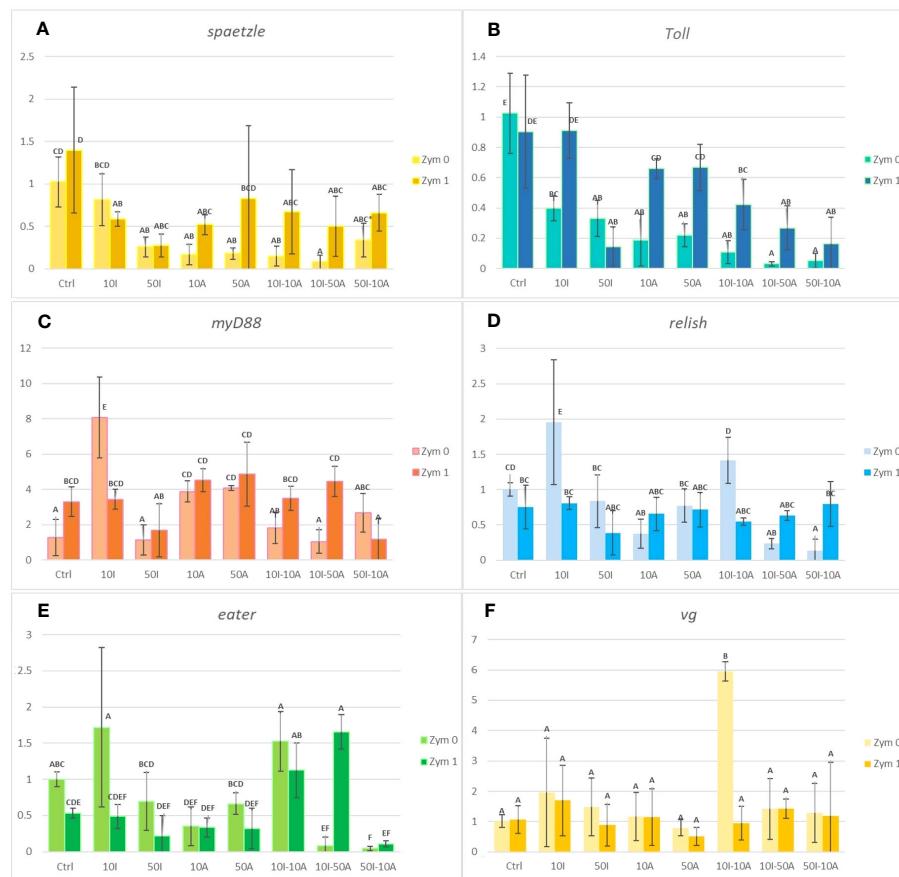 A
spaetzle
2.5
2
1.5
1
0.5
0
CD D BCD AB AB ABC AB ABC AB BCD AB ABC A ABC ABC* ABC
Ctrl 10I 50I 10A 50A 10I-10A 10I-50A 50I-10A
Zym 0
Zym 1
B
Toll
1.4
1.2
1
0.8
0.6
0.4
0.2
0
E DE BC DE AB AB AB CD AB CD AB BC A AB A AB
Ctrl 10I 50I 10A 50A 10I-10A 10I-50A 50I-10A
Zym 0
Zym 1
C
myD88
12
10
8
6
4
2
0
A BCD E BCD A AB CD CD CD CD AB BCD A CD BCD A
Ctrl 10I 50I 10A 50A 10I-10A 10I-50A 50I-10A
Zym 0
Zym 1
D
relish
3
2.5
2
1.5
1
0.5
0
CD BC E BC BC ABC AB ABC BC ABC D AB AB A BC
Ctrl 10I 50I 10A 50A 10I-10A 10I-50A 50I-10A
Zym 0
Zym 1
E
eater
3
2.5
2
1.5
1
0.5
0
ABC CDE A CDEF BCD DEF DEF DEF BCD DEF A AB EF A F EF
Ctrl 10I 50I 10A 50A 10I-10A 10I-50A 50I-10A
Zym 0
Zym 1
F
vg
7
6
5
4
3
2
1
0
A A A A A A A A A A B A A A A A
Ctrl 10I 50I 10A 50A 10I-10A 10I-50A 50I-10A
Zym 0
Zym 1